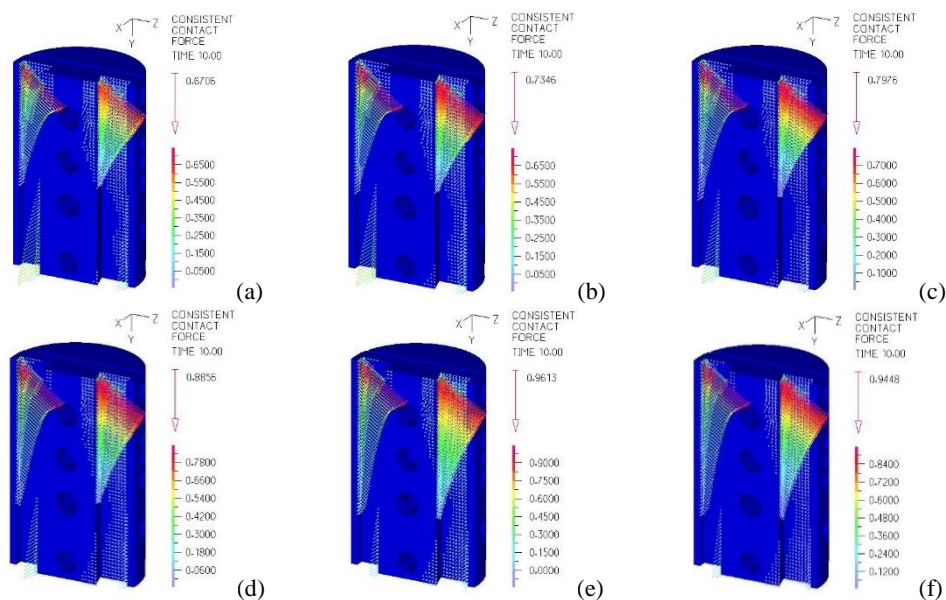 X Z
Y
CONSISTENT
CONTACT
FORCE
TIME 10.00
0.6706
0.6500
0.5500
0.4500
0.3500
0.2500
0.1500
0.0500
(a)
X Z
Y
CONSISTENT
CONTACT
FORCE
TIME 10.00
0.7346
0.6500
0.5500
0.4500
0.3500
0.2500
0.1500
0.0500
(b)
X Z
Y
CONSISTENT
CONTACT
FORCE
TIME 10.00
0.7976
0.7000
0.6000
0.5000
0.4000
0.3000
0.2000
0.1000
(c)
X Z
Y
CONSISTENT
CONTACT
FORCE
TIME 10.00
0.8856
0.7800
0.6600
0.5400
0.4200
0.3000
0.1800
0.0600
(d)
X Z
Y
CONSISTENT
CONTACT
FORCE
TIME 10.00
0.9613
0.9000
0.7500
0.6000
0.4500
0.3000
0.1500
0.0000
(e)
X Z
Y
CONSISTENT
CONTACT
FORCE
TIME 10.00
0.9448
0.8400
0.7200
0.6000
0.4800
0.3600
0.2400
0.1200
(f)